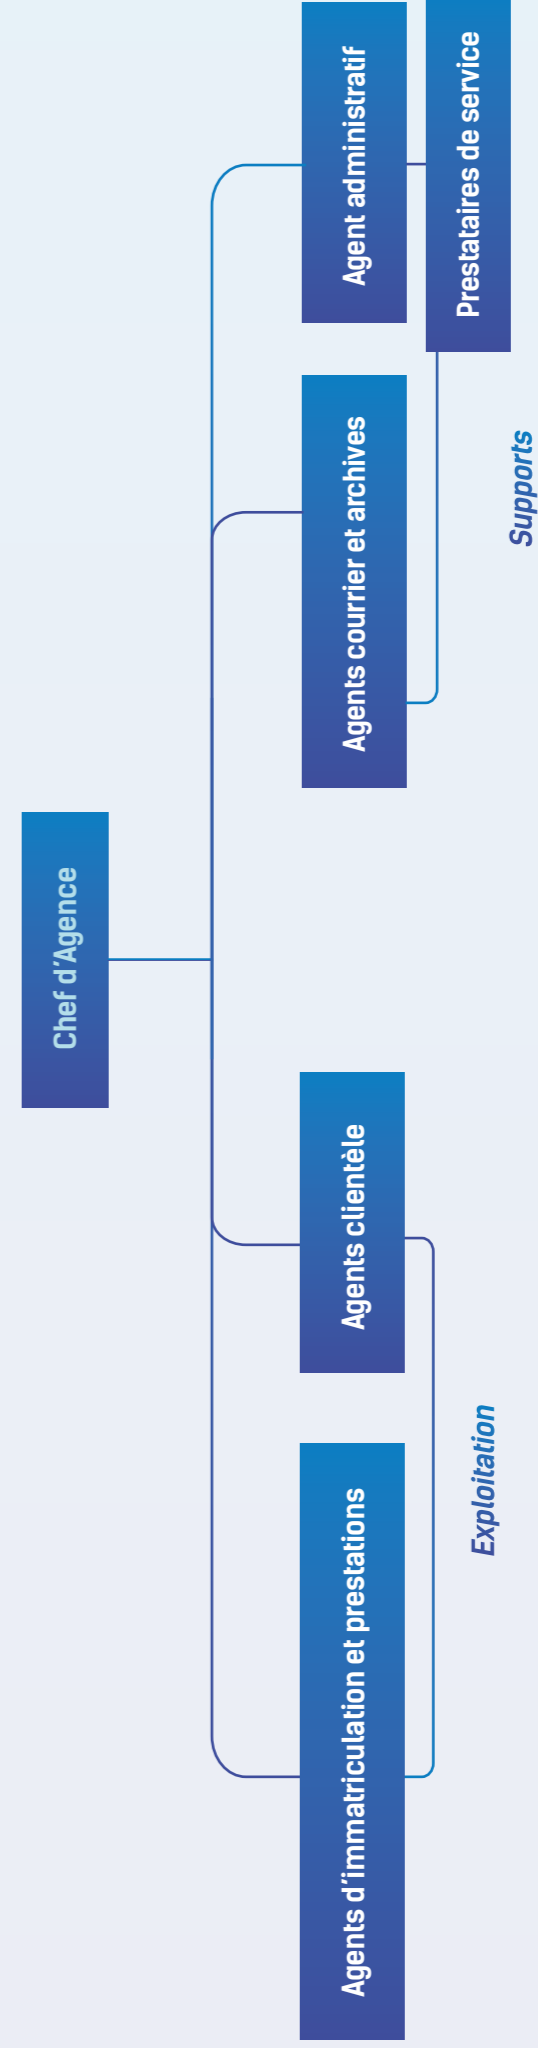 Chef d'Agence
Agents d'immatriculation et prestations
Agents clientèle
Agents courrier et archives
Agent administratif
Prestataires de service
Exploitation
Supports